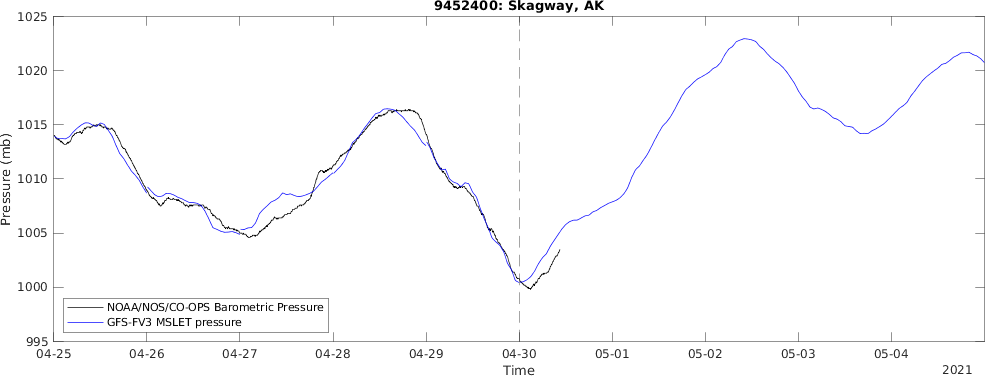 9452400: Skagway, AK
Pressure (mb)
1025
1020
1015
1010
1005
1000
995
NOAA/NOS/CO-OPS Barometric Pressure
GFS-FV3 MSLET pressure
04-25 04-26 04-27 04-28 04-29 04-30 05-01 05-02 05-03 05-04
Time
2021